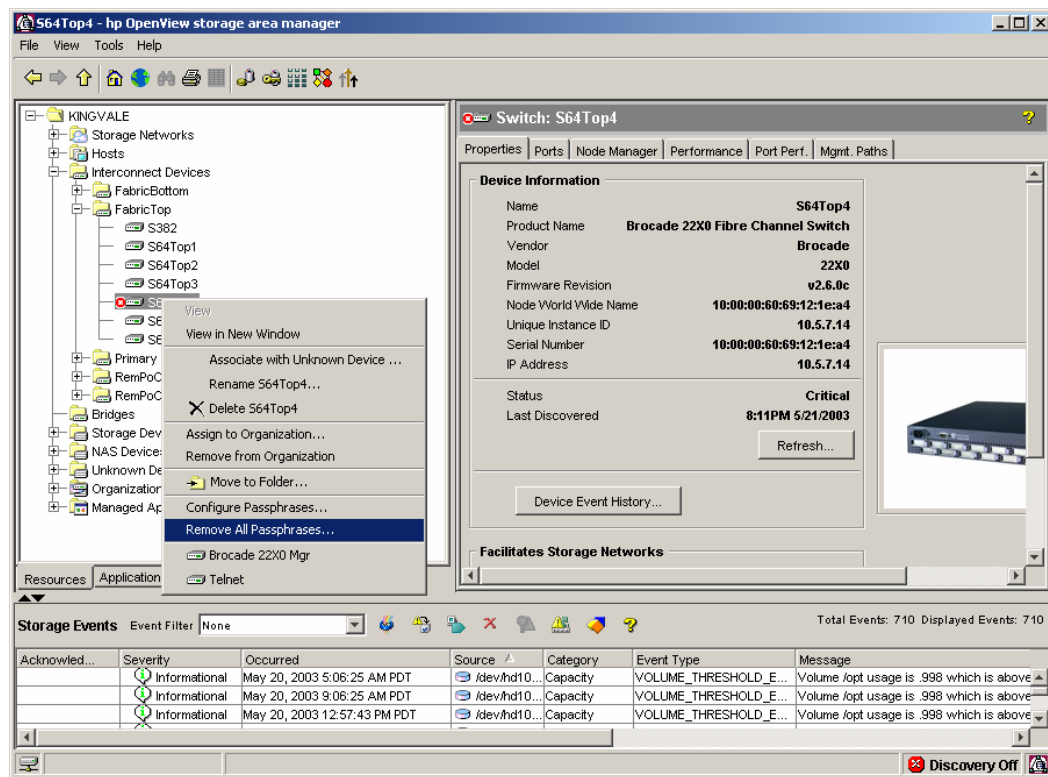 S64Top4 - hp OpenView storage area manager
File View Tools Help
KINGVALE
Storage Networks
Hosts
Interconnect Devices
FabricBottom
FabricTop
S382
S64Top1
S64Top2
S64Top3
Primary
RemPoC
RemPoC
Bridges
Storage Dev
NAS Device
Unknown De
Organization
Managed Ap
Resources Application
View
View in New Window
Associate with Unknown Device ...
Rename S64Top4...
Delete S64Top4
Assign to Organization...
Remove from Organization
Move to Folder...
Configure Passphrases...
Remove All Passphrases...
Brocade 22X0 Mgr
Telnet
Switch: S64Top4
Properties Ports Node Manager Performance Port Perf. Mgmt. Paths
Device Information
Name S64Top4
Product Name Brocade 22X0 Fibre Channel Switch
Vendor Brocade
Model 22X0
Firmware Revision v2.6.0c
Node World Wide Name 10:00:00:60:69:12:1e:a4
Unique Instance ID 10.5.7.14
Serial Number 10:00:00:60:69:12:1e:a4
IP Address 10.5.7.14
Status Critical
Last Discovered 8:11PM 5/21/2003
Refresh...
Device Event History...
Facilitates Storage Networks
Storage Events Event Filter None Total Events: 710 Displayed Events: 710
Acknowled... Severity Occurred Source Category Event Type Message
Informational May 20, 2003 5:06:25 AM PDT /dev/hd10... Capacity VOLUME_THRESHOLD_E... Volume /opt usage is .998 which is above
Informational May 20, 2003 9:06:25 AM PDT /dev/hd10... Capacity VOLUME_THRESHOLD_E... Volume /opt usage is .998 which is above
Informational May 20, 2003 12:57:43 PM PDT /dev/hd10... Capacity VOLUME_THRESHOLD_E... Volume /opt usage is .998 which is above
Discovery Off